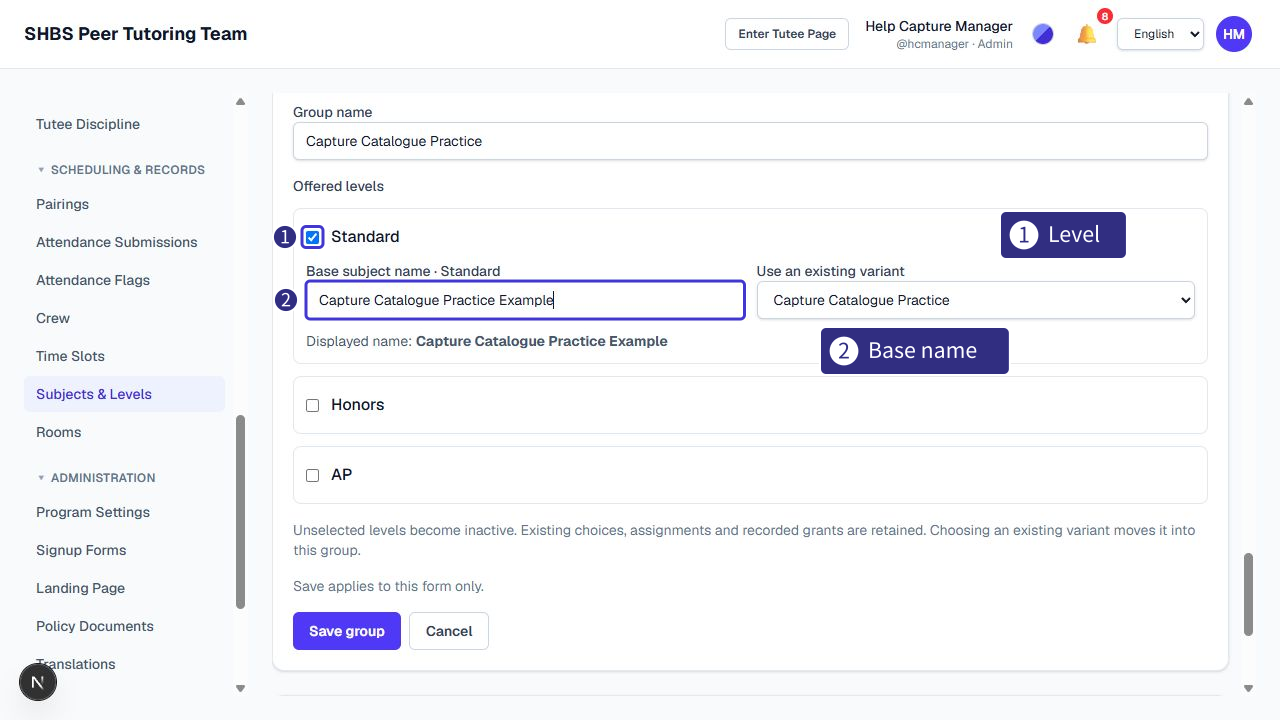 SHBS Peer Tutoring Team
Enter Tutee Page
Help Capture Manager
@hcmanager · Admin
8
English
HM
Tutee Discipline
SCHEDULING & RECORDS
Pairings
Attendance Submissions
Attendance Flags
Crew
Time Slots
Subjects & Levels
Rooms
ADMINISTRATION
Program Settings
Signup Forms
Landing Page
Policy Documents
Translations
N
Group name
Capture Catalogue Practice
Offered levels
1 Standard
1 Level
Base subject name · Standard
Use an existing variant
2 Capture Catalogue Practice Example
Capture Catalogue Practice
Displayed name: Capture Catalogue Practice Example
2 Base name
Honors
AP
Unselected levels become inactive. Existing choices, assignments and recorded grants are retained. Choosing an existing variant moves it into
this group.
Save applies to this form only.
Save group
Cancel